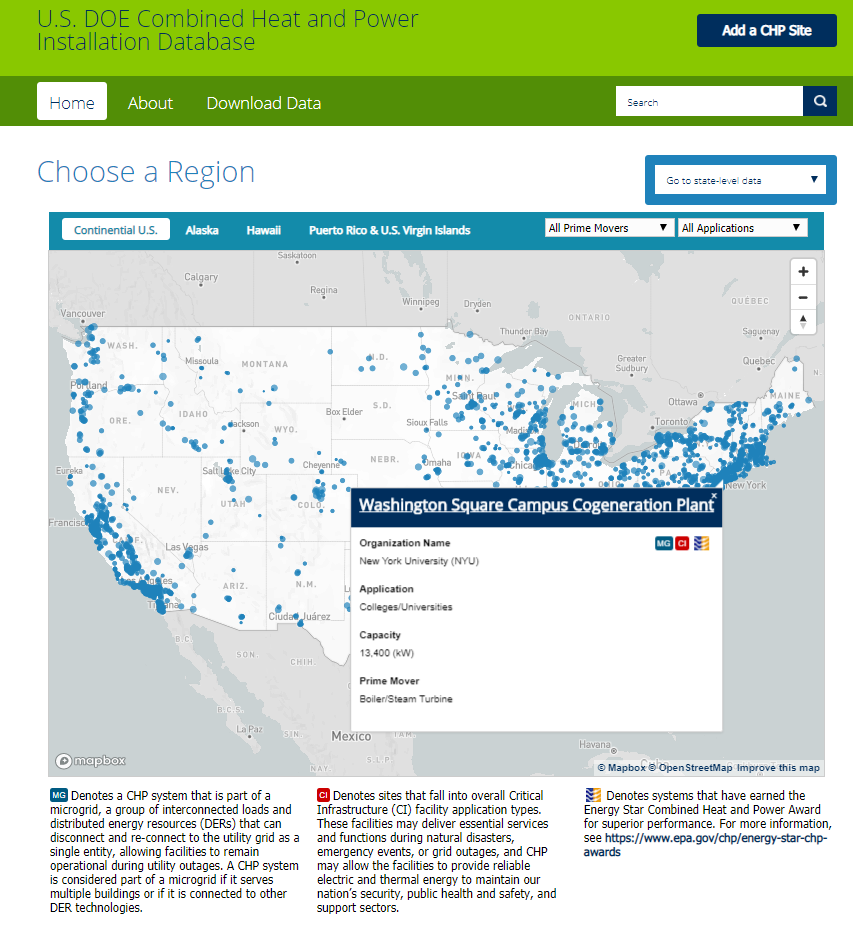 U.S. DOE Combined Heat and Power
Installation Database
Add a CHP Site
Home About Download Data
Search
Choose a Region
Go to state-level data
Continental U.S. Alaska Hawaii Puerto Rico & U.S. Virgin Islands
All Prime Movers All Applications
Saskatoon
Calgary
Regina
Winnipeg
Dryden
ONTARIO
QUÉBEC
Vancouver
Thunder Bay
Saguenay
WASH.
Missoula
MONTANA
N.D.
Greater
Sudbury
Quebec
MINN.
Portland
Saint Paul
Ottawa
MAINE
N.
ORE.
IDAHO
Jackson
WYO.
Box Elder
S.D.
Sioux Falls
MICH.
Toronto
Madison
Detroit
Eureka
Salt Lake City
Cheyenne
NEBR.
Omaha
IOWA
Chicago
PA.
OHIO
New York
NEV.
UTAH
COLO.
Francisco
CALIF.
Las Vegas
Los Angeles
ARIZ.
N.M.
Tijuana
Ciudad Juárez
B.C.
SON.
CHIH.
B.C.S.
La Paz
SIN.
Mexico
TAM.
S.L.P.
NAY.
Havana
Cuba
Washington Square Campus Cogeneration Plant
x
Organization Name
MG CI
New York University (NYU)
Application
Colleges/Universities
Capacity
13,400 (kW)
Prime Mover
Boiler/Steam Turbine
mapbox
© Mapbox © OpenStreetMap Improve this map
MG Denotes a CHP system that is part of a
microgrid, a group of interconnected loads and
distributed energy resources (DERs) that can
disconnect and re-connect to the utility grid as a
single entity, allowing facilities to remain
operational during utility outages. A CHP system
is considered part of a microgrid if it serves
multiple buildings or if it is connected to other
DER technologies.
CI Denotes sites that fall into overall Critical
Infrastructure (CI) facility application types.
These facilities may deliver essential services
and functions during natural disasters,
emergency events, or grid outages, and CHP
may allow the facilities to provide reliable
electric and thermal energy to maintain our
nation's security, public health and safety, and
support sectors.
Denotes systems that have earned the
Energy Star Combined Heat and Power Award
for superior performance. For more information,
see https://www.epa.gov/chp/energy-star-chp-
awards